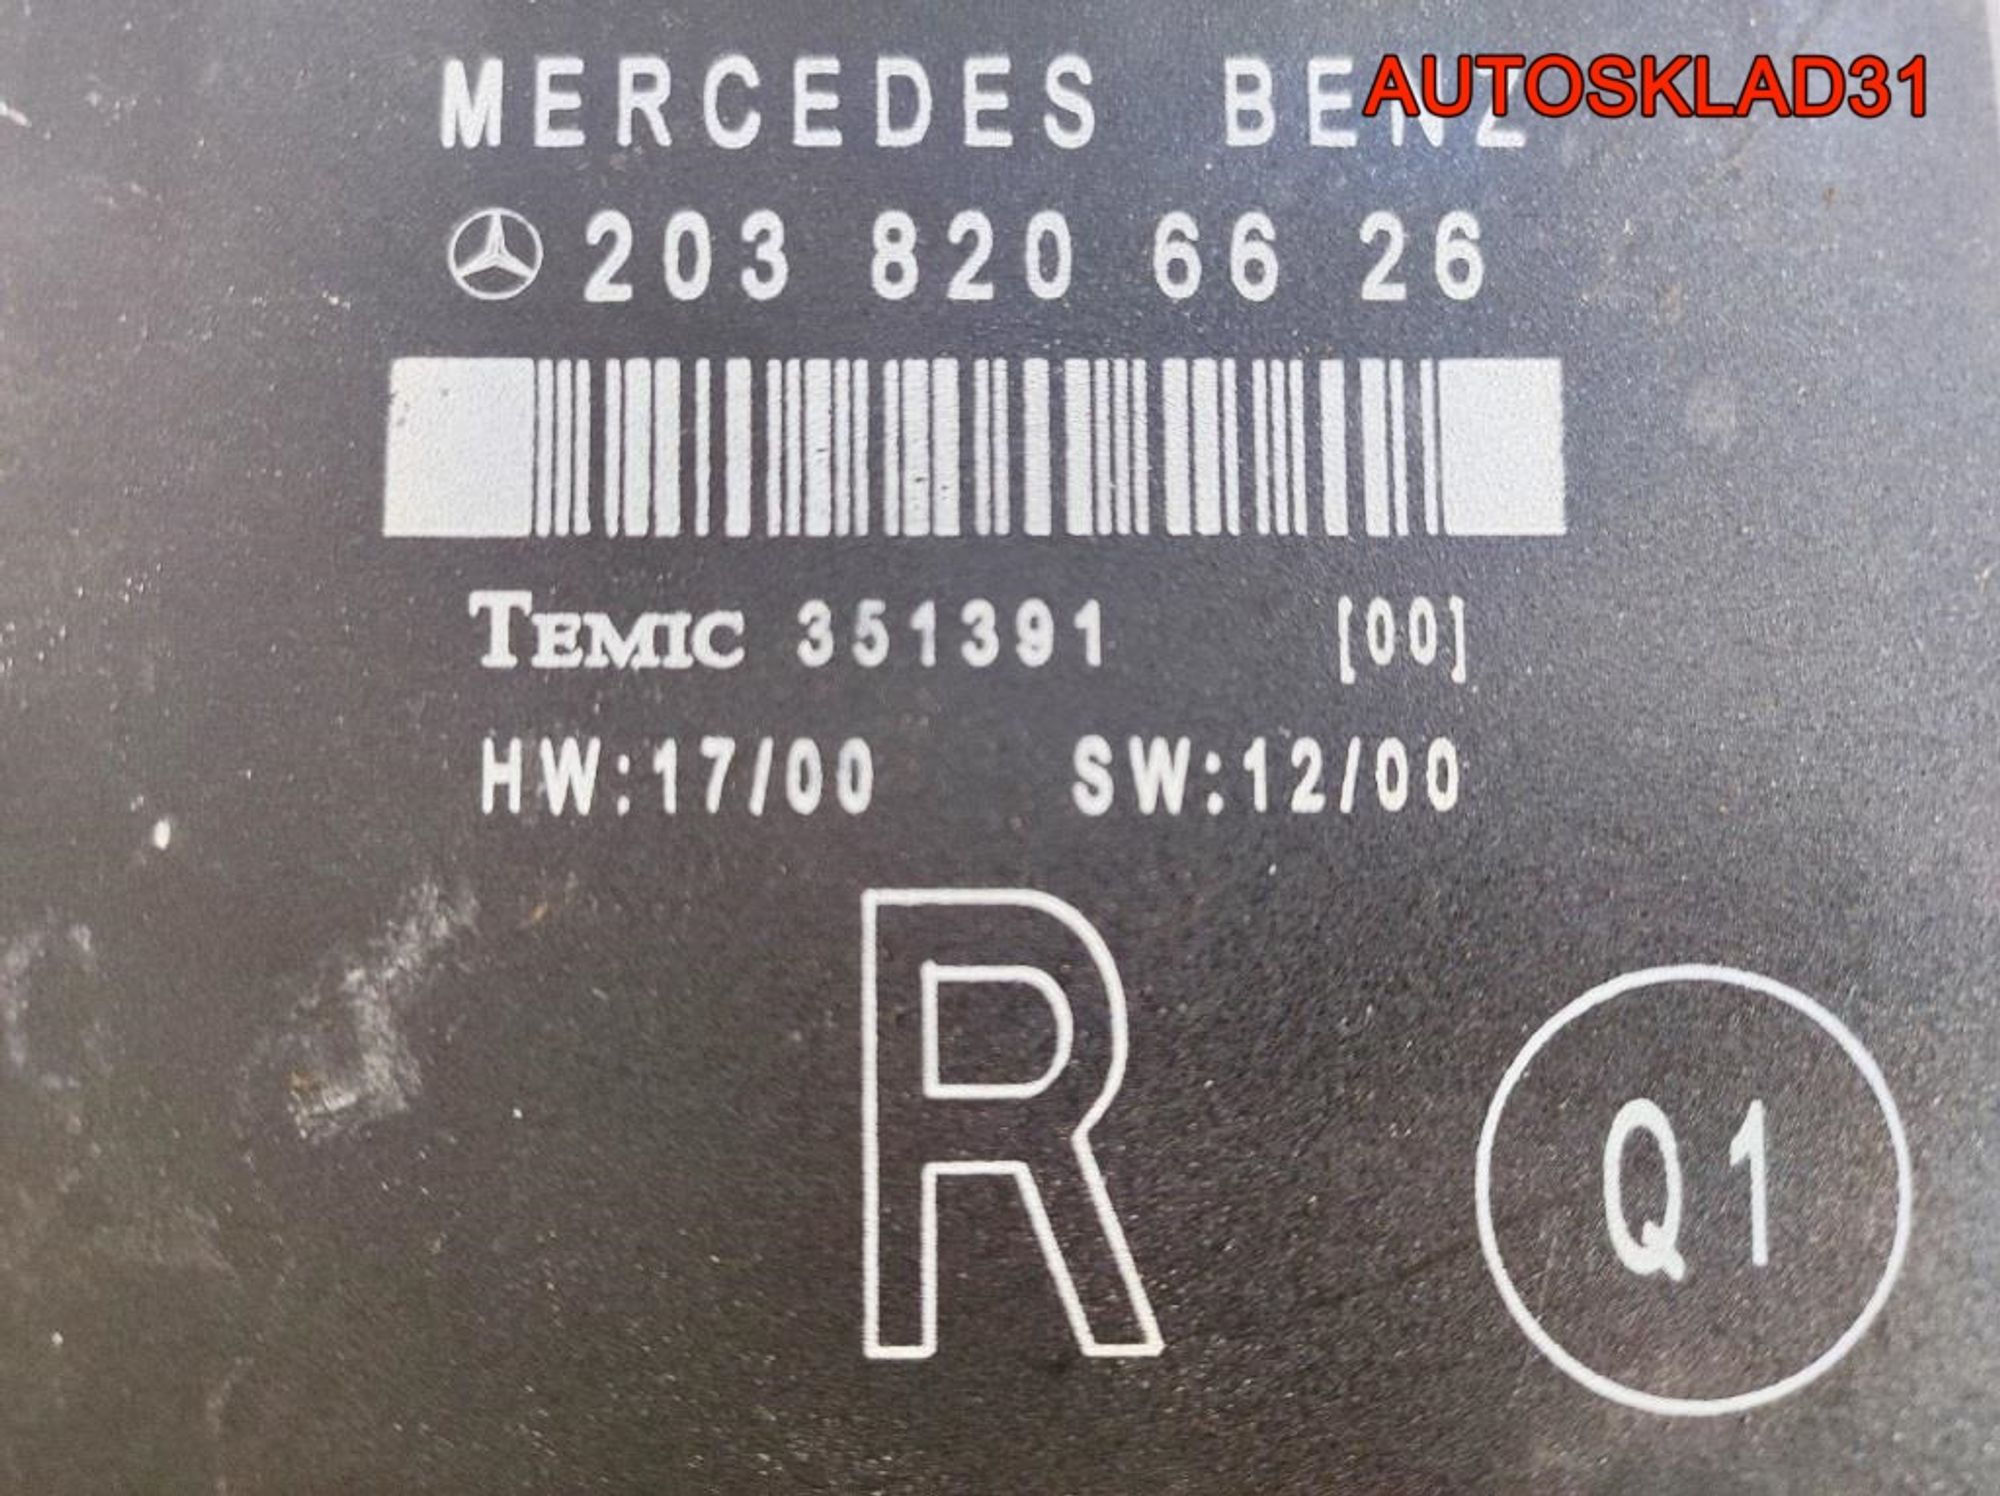 MERCEDES BENZ
AUTOSKLAD31
203 820 66 26
TEMIC 351391 [00]
HW:17/00 SW:12/00
R
Q1